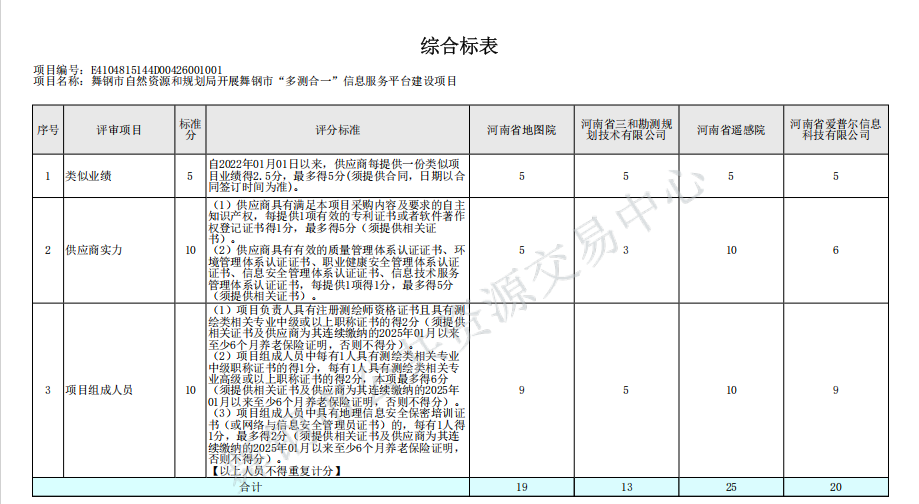 综合标表
项目编号：E4104815144D00426001001
项目名称：舞钢市自然资源和规划局开展舞钢市“多测合一”信息服务平台建设项目
序号 评审项目 标准分 评分标准 河南省地图院 河南省三和勘测规划技术有限公司 河南省遥感院 河南省爱普尔信息科技有限公司
1 类似业绩 5
自2022年01月01日以来，供应商每提供一份类似项
目业绩得2.5分，最多得5分(须提供合同，日期以合
同签订时间为准)。
5 5 5 5
2 供应商实力 10
（1）供应商具有满足本项目采购内容及要求的自主
知识产权，每提供1项有效的专利证书或者软件著作
权登记证书得1分，最多得5分（须提供相关证
书）。
（2）供应商具有有效的质量管理体系认证证书、环
境管理体系认证证书、职业健康安全管理体系认证
证书、信息安全管理体系认证证书、信息技术服务
管理体系认证证书，每提供1项得1分，最多得5分
（须提供相关证书）。
5 3 10 6
3 项目组成人员 10
（1）项目负责人具有注册测绘师资格证书且具有测
绘类相关专业中级或以上职称证书的得2分（须提供
相关证书及供应商为其连续缴纳的2025年01月以来
至少6个月养老保险证明，否则不得分）。
（2）项目组成人员中每有1人具有测绘类相关专业
中级职称证书的得1分，每有1人具有测绘类相关专
业高级或以上职称证书的得2分，本项最多得6分
（须提供相关证书及供应商为其连续缴纳的2025年
01月以来至少6个月养老保险证明，否则不得分）。
（3）项目组成人员中具有地理信息安全保密培训证
书（或网络与信息安全管理员证书）的，每有1人得
1分，最多得2分（须提供相关证书及供应商为其连
续缴纳的2025年01月以来至少6个月养老保险证明，
否则不得分）。
【以上人员不得重复计分】
9 5 10 9
合计 19 13 25 20
资源交易中心